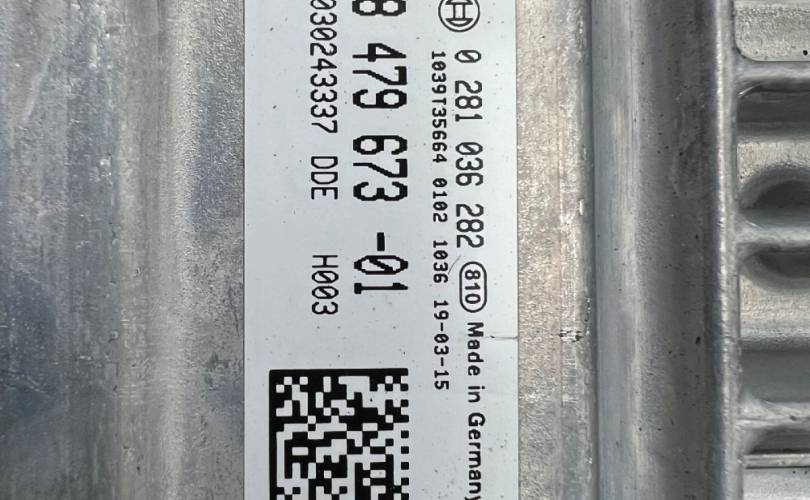 0 281 036 282 810 Made in Germany
1039T35664 0102 1036 19-03-15
8 479 673 -01
030243337 DDE H003